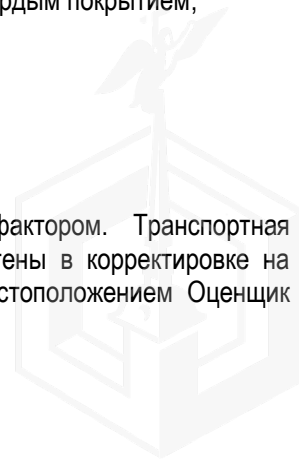 рдым покрытием;
фактором. Транспортная
тены в корректировке на
стоположением Оценщик